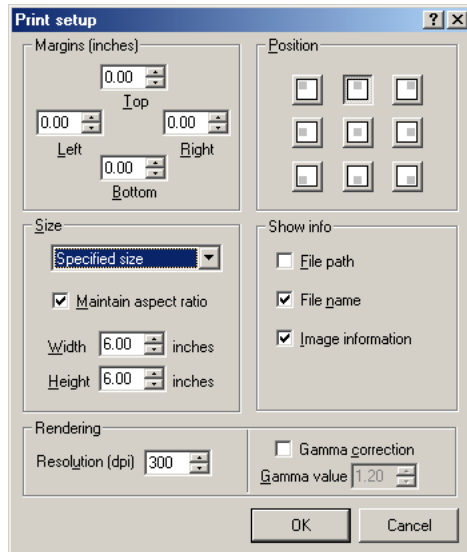 Print setup
Margins (inches)
0.00
Top
0.00
Left
0.00
Right
0.00
Bottom
Position
Size
Specified size
Maintain aspect ratio
Width 6.00 inches
Height 6.00 inches
Show info
File path
File name
Image information
Rendering
Resolution (dpi) 300
Gamma correction
Gamma value 1.20
OK
Cancel